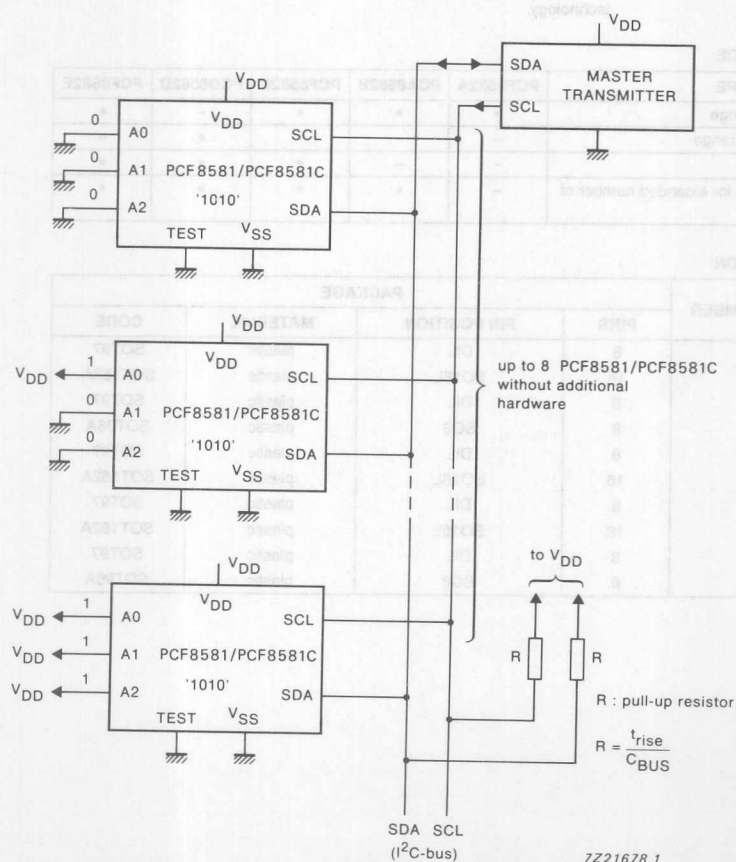 technology.
VDD
SDA
MASTER
TRANSMITTER
SCL
VDD
VDD
0
A0
SCL
0
A1
PCF8581/PCF8581C
0
A2
'1010'
SDA
TEST
VSS
VDD
VDD
VDD
1
A0
SCL
0
A1
PCF8581/PCF8581C
0
A2
'1010'
SDA
TEST
VSS
up to 8 PCF8581/PCF8581C
without additional
hardware
VDD
VDD
VDD
1
A0
SCL
VDD
1
A1
PCF8581/PCF8581C
VDD
1
A2
'1010'
SDA
TEST
VSS
to VDD
R
R
R : pull-up resistor
R = trise / CBUS
SDA SCL
(I²C-bus)
7Z21678.1